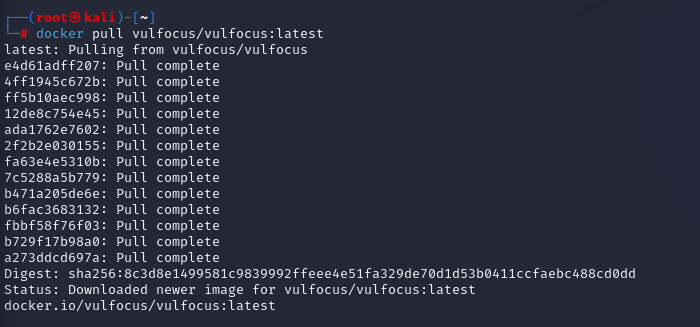 ┌──(root㉿kali)-[~]
└─# docker pull vulfocus/vulfocus:latest
latest: Pulling from vulfocus/vulfocus
e4d61adff207: Pull complete
4ff1945c672b: Pull complete
ff5b10aec998: Pull complete
12de8c754e45: Pull complete
ada1762e7602: Pull complete
2f2b2e030155: Pull complete
fa63e4e5310b: Pull complete
7c5288a5b779: Pull complete
b471a205de6e: Pull complete
b6fac3683132: Pull complete
fbbf58f76f03: Pull complete
b729f17b98a0: Pull complete
a273ddcd697a: Pull complete
Digest: sha256:8c3d8e1499581c9839992ffeee4e51fa329de70d1d53b0411ccfaebc488cd0dd
Status: Downloaded newer image for vulfocus/vulfocus:latest
docker.io/vulfocus/vulfocus:latest